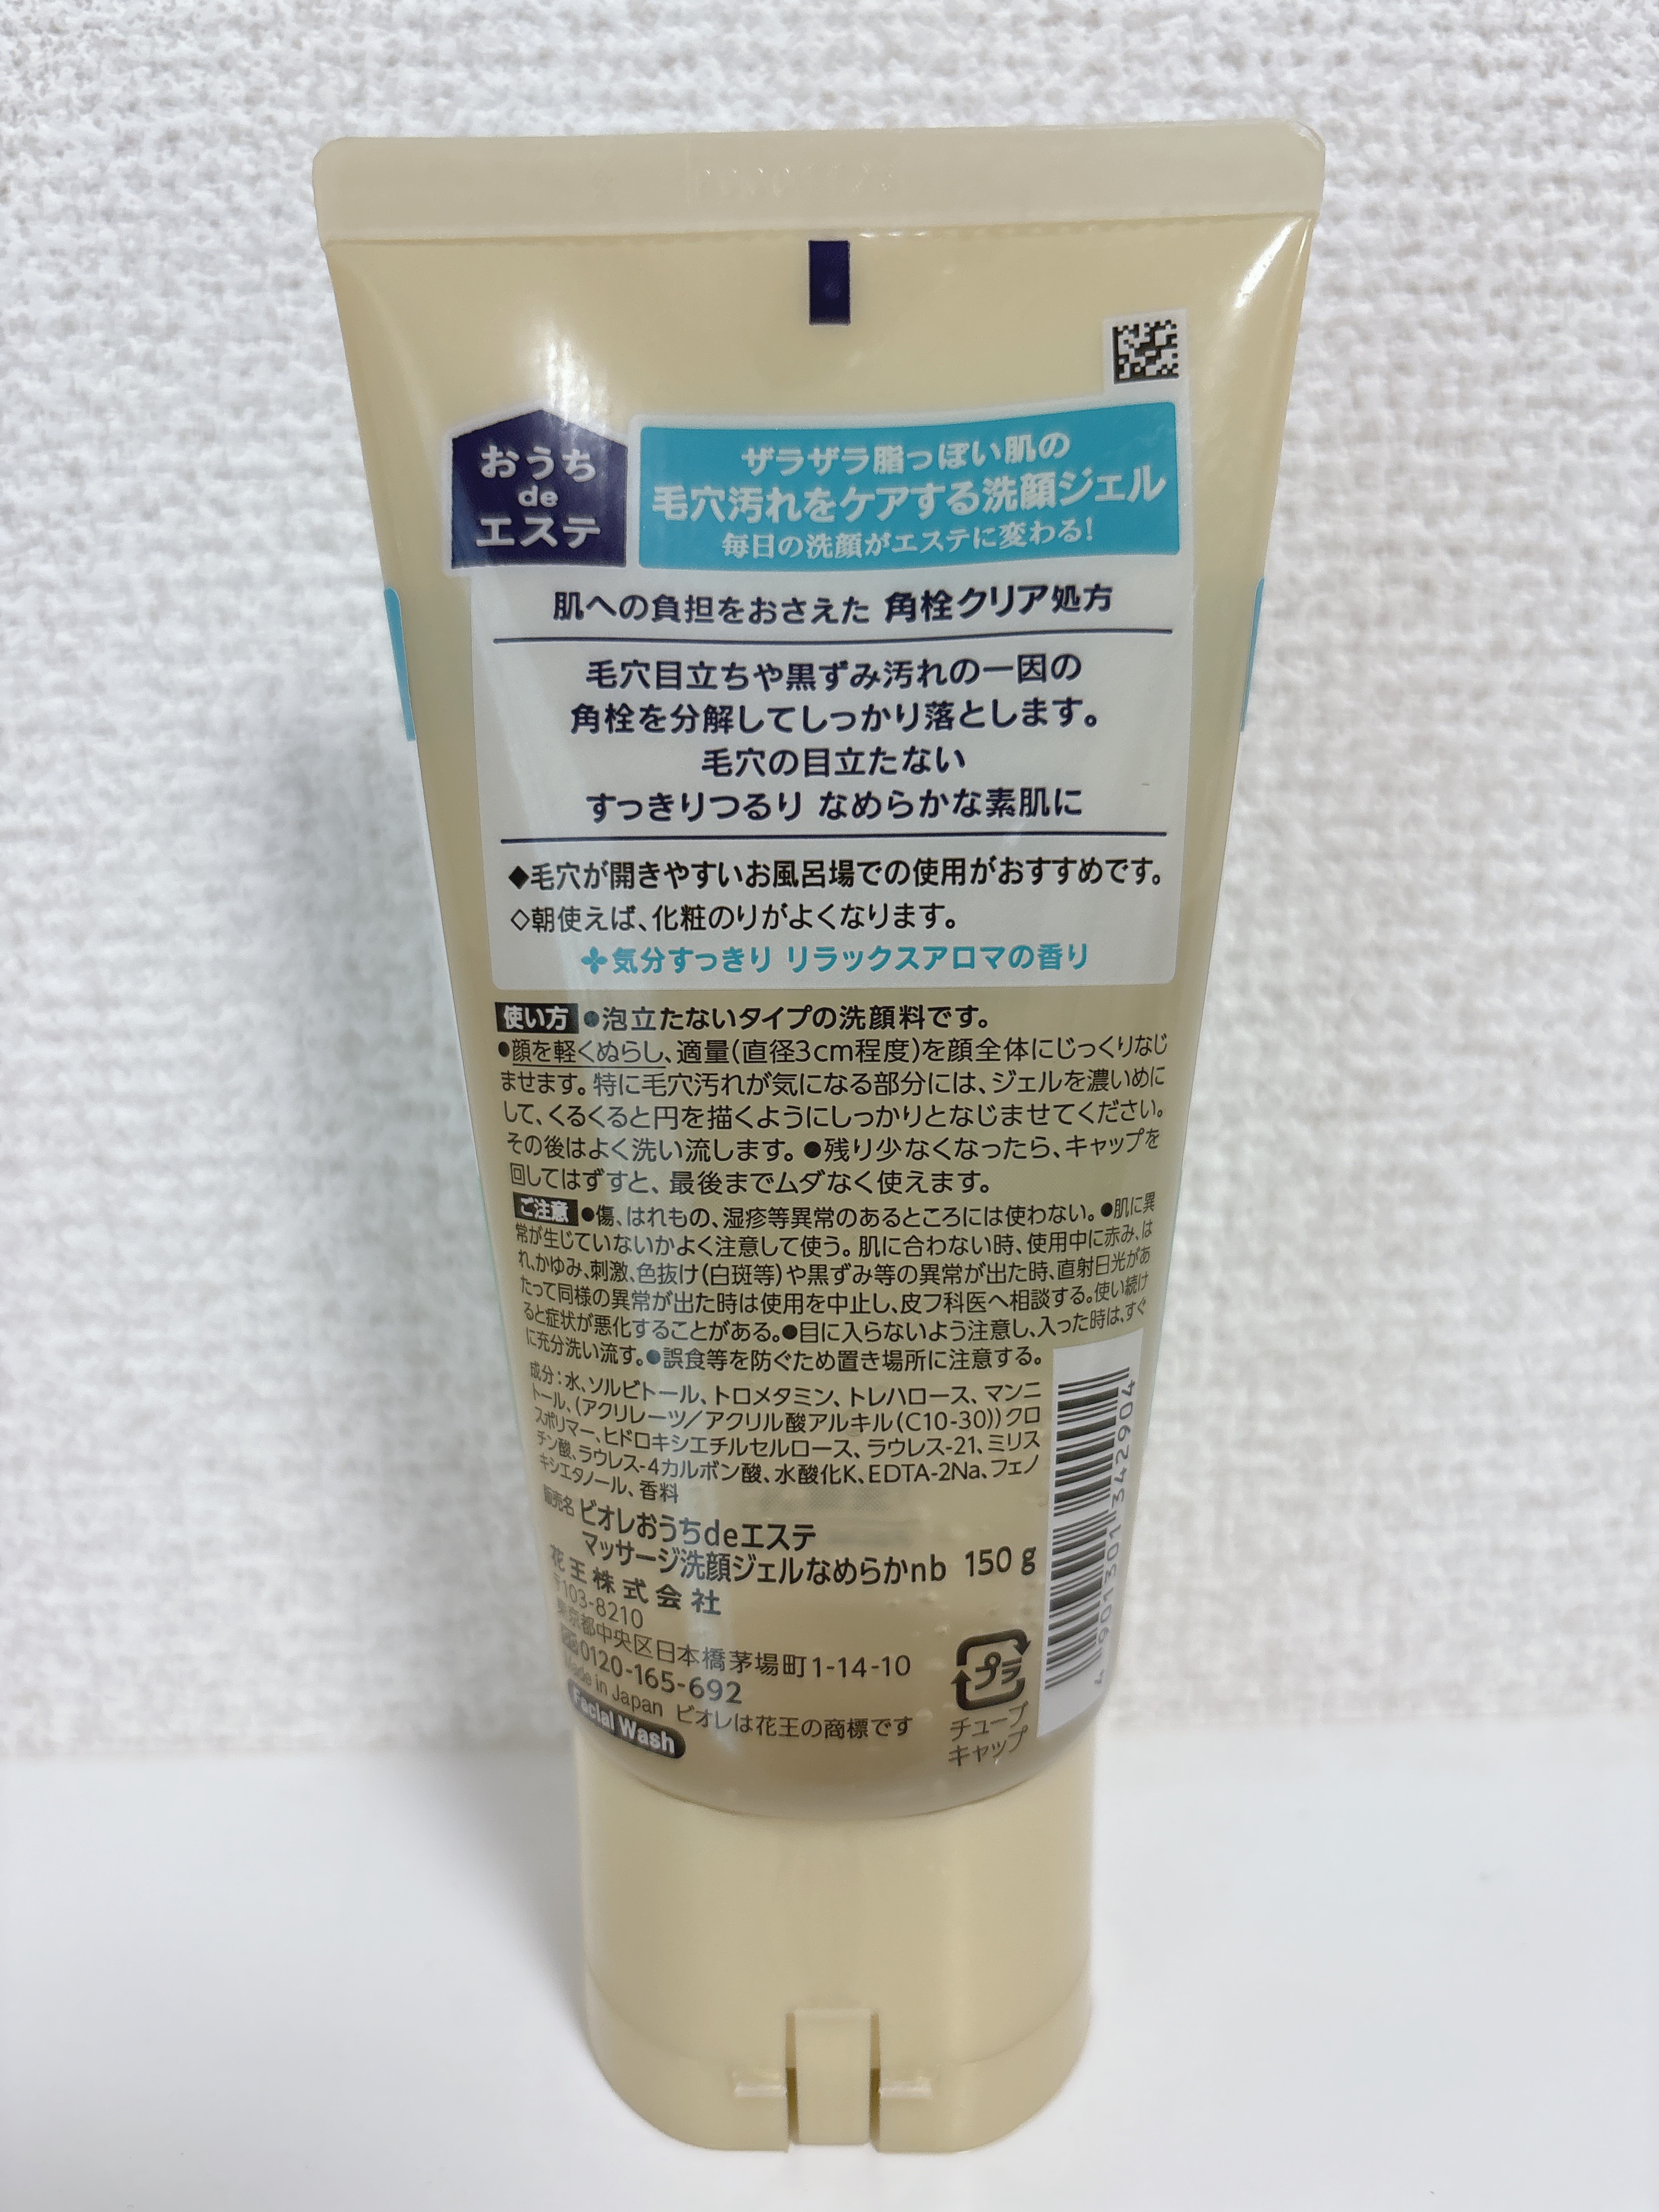 おうち
de
エステ
ザラザラ脂っぽい肌の
毛穴汚れをケアする洗顔ジェル
毎日の洗顔がエステに変わる!
肌への負担をおさえた 角栓クリア処方
毛穴目立ちや黒ずみ汚れの一因の
角栓を分解してしっかり落とします。
毛穴の目立たない
すっきりつるり なめらかな素肌に
◆毛穴が開きやすいお風呂場での使用がおすすめです。
◇朝使えば、化粧のりがよくなります。
気分すっきり リラックスアロマの香り
使い方 ●泡立たないタイプの洗顔料です。
●顔を軽くぬらし、適量(直径3cm程度)を顔全体にじっくりなじ
ませます。特に毛穴汚れが気になる部分には、ジェルを濃いめに
して、くるくると円を描くようにしっかりとなじませてください。
その後はよく洗い流します。●残り少なくなったら、キャップを
回してはずすと、最後までムダなく使えます。
ご注意 ●傷、はれもの、湿疹等異常のあるところには使わない。●肌に異
常が生じていないかよく注意して使う。肌に合わない時、使用中に赤み、は
れ、かゆみ、刺激、色抜け(白斑等)や黒ずみ等の異常が出た時、直射日光があ
たって同様の異常が出た時は使用を中止し、皮フ科医へ相談する。使い続け
ると症状が悪化することがある。●目に入らないよう注意し、入った時は、すぐ
に充分洗い流す。●誤食等を防ぐため置き場所に注意する。
成分:水、ソルビトール、トロメタミン、トレハロース、マンニ
トール、(アクリレーツ/アクリル酸アルキル(C10-30))クロ
スポリマー、ヒドロキシエチルセルロース、ラウレス-21、ミリス
チン酸、ラウレス-4カルボン酸、水酸化K、EDTA-2Na、フェノ
キシエタノール、香料
販売名 ビオレおうちdeエステ
マッサージ洗顔ジェルなめらかnb 150g
花王株式会社
〒103-8210
東京都中央区日本橋茅場町1-14-10
0120-165-692
Made in Japan ビオレは花王の商標です
Facial Wash
プラ
チューブ
キャップ
4 901301 342904